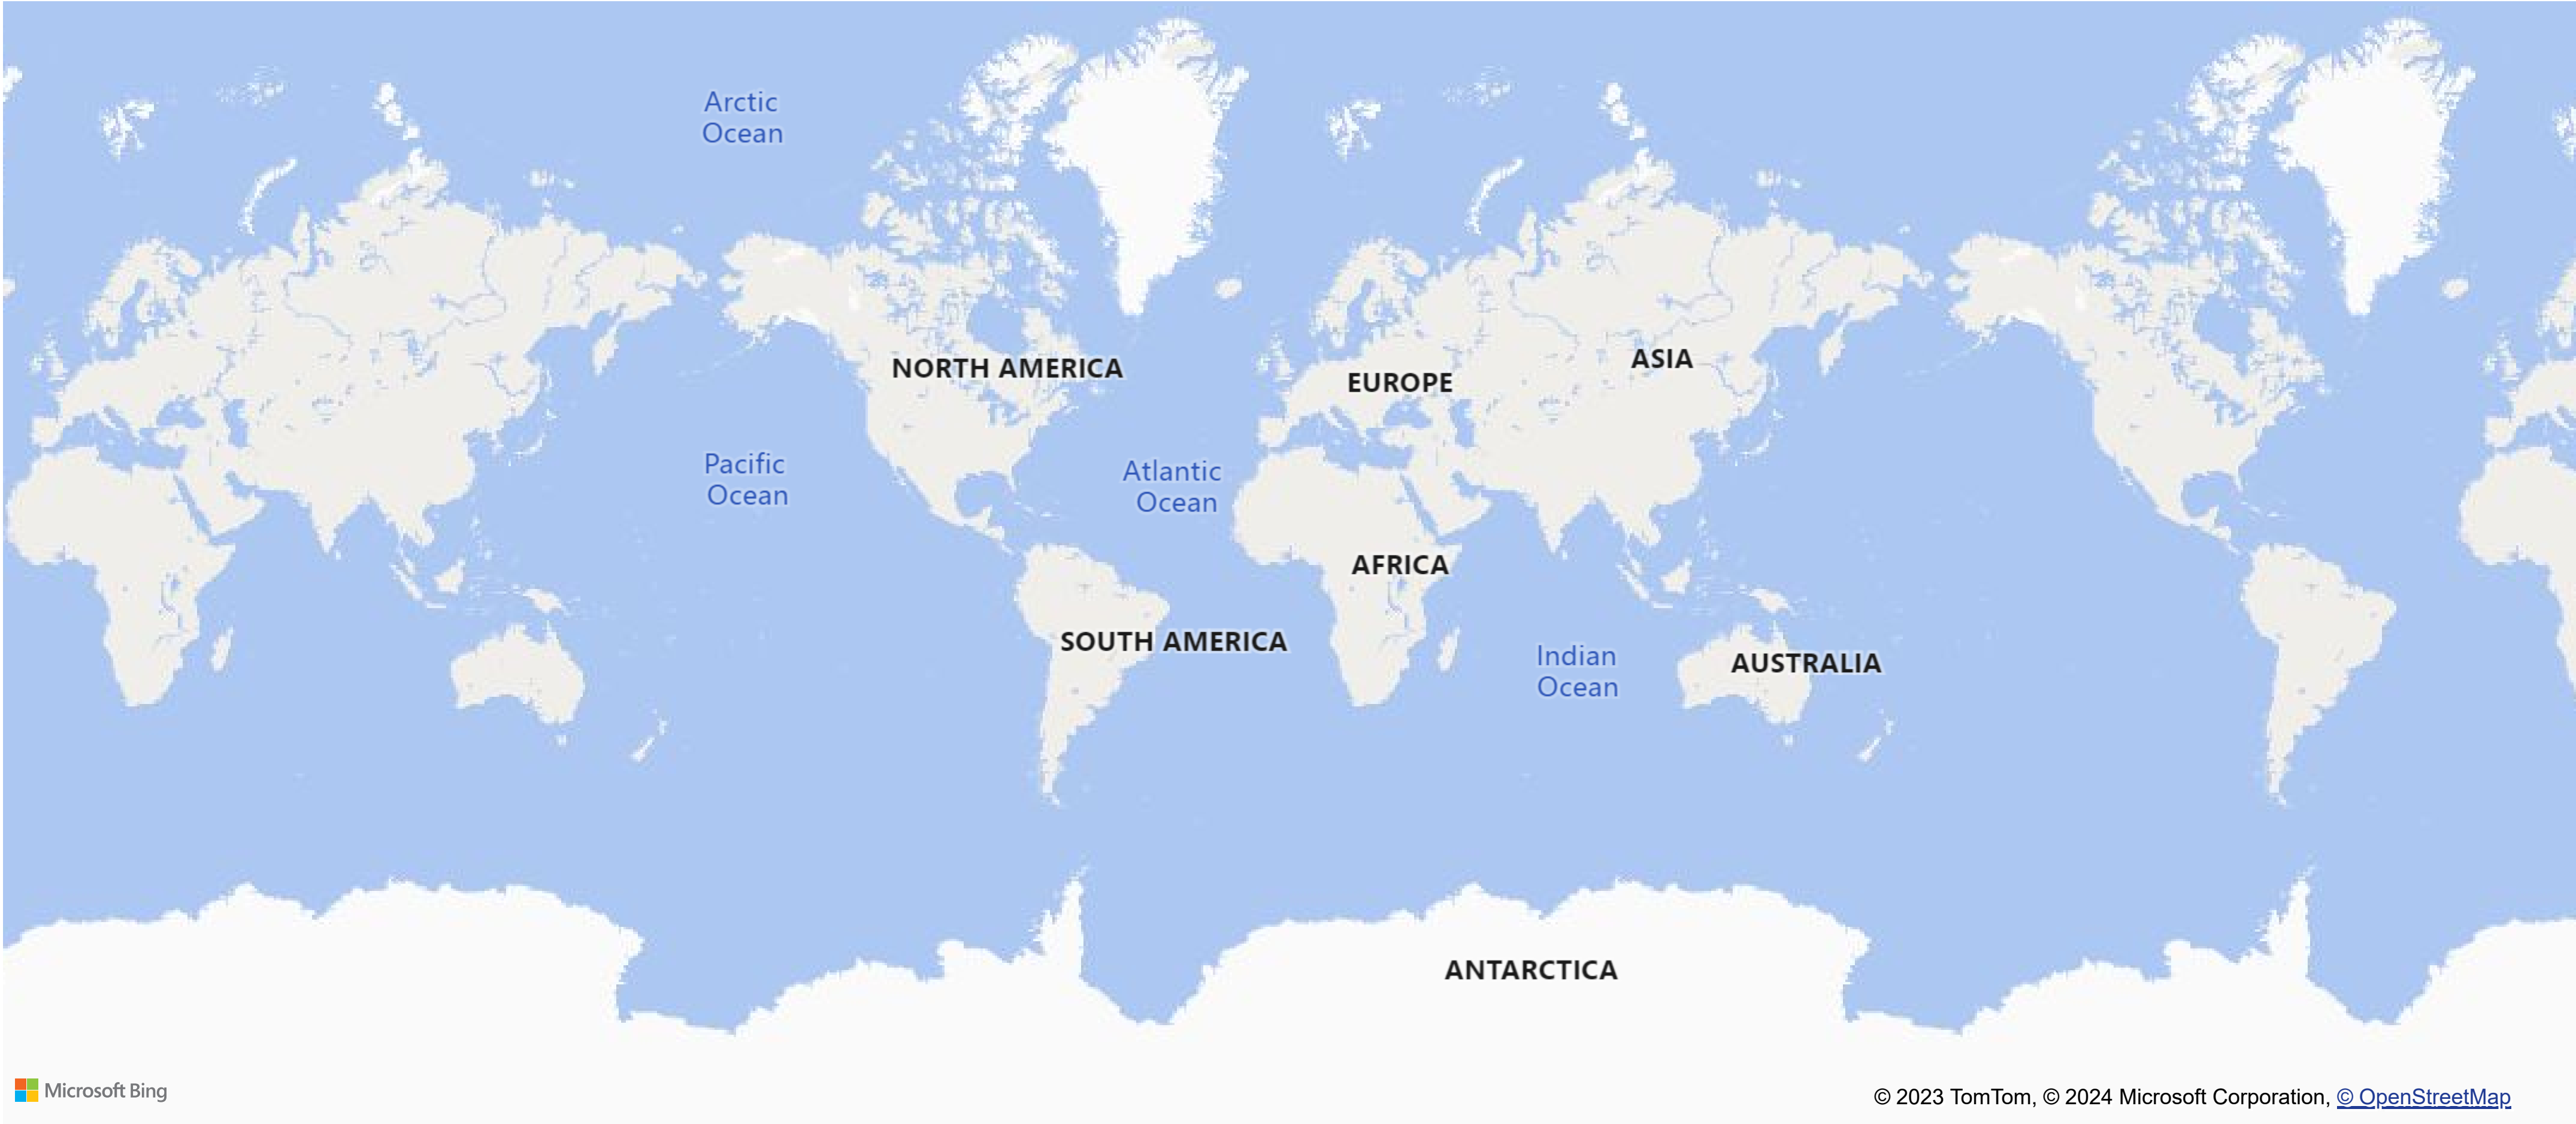 Arctic
Ocean
NORTH AMERICA
ASIA
EUROPE
Pacific
Ocean
Atlantic
Ocean
AFRICA
SOUTH AMERICA
Indian
Ocean
AUSTRALIA
ANTARCTICA
Microsoft Bing
© 2023 TomTom, © 2024 Microsoft Corporation, © OpenStreetMap